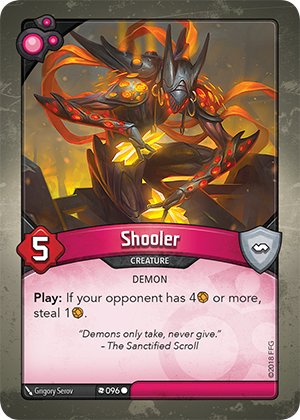 Shooler
CREATURE
5
DEMON
Play: If your opponent has 4 or more,
steal 1.
“Demons only take, never give.”
– The Sanctified Scroll
Grigory Serov
096
©2018 FFG